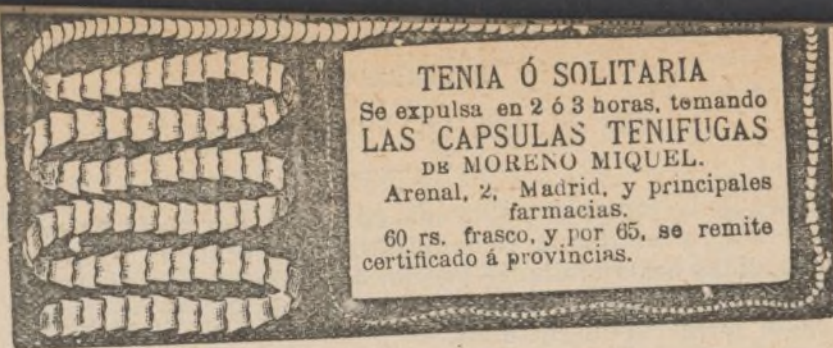 TENIA Ó SOLITARIA
Se expulsa en 2 ó 3 horas, tomando
LAS CAPSULAS TENIFUGAS
DE MORENO MIQUEL.
Arenal, 2, Madrid, y principales
farmacias.
60 rs. frasco, y por 65, se remite
certificado á provincias.